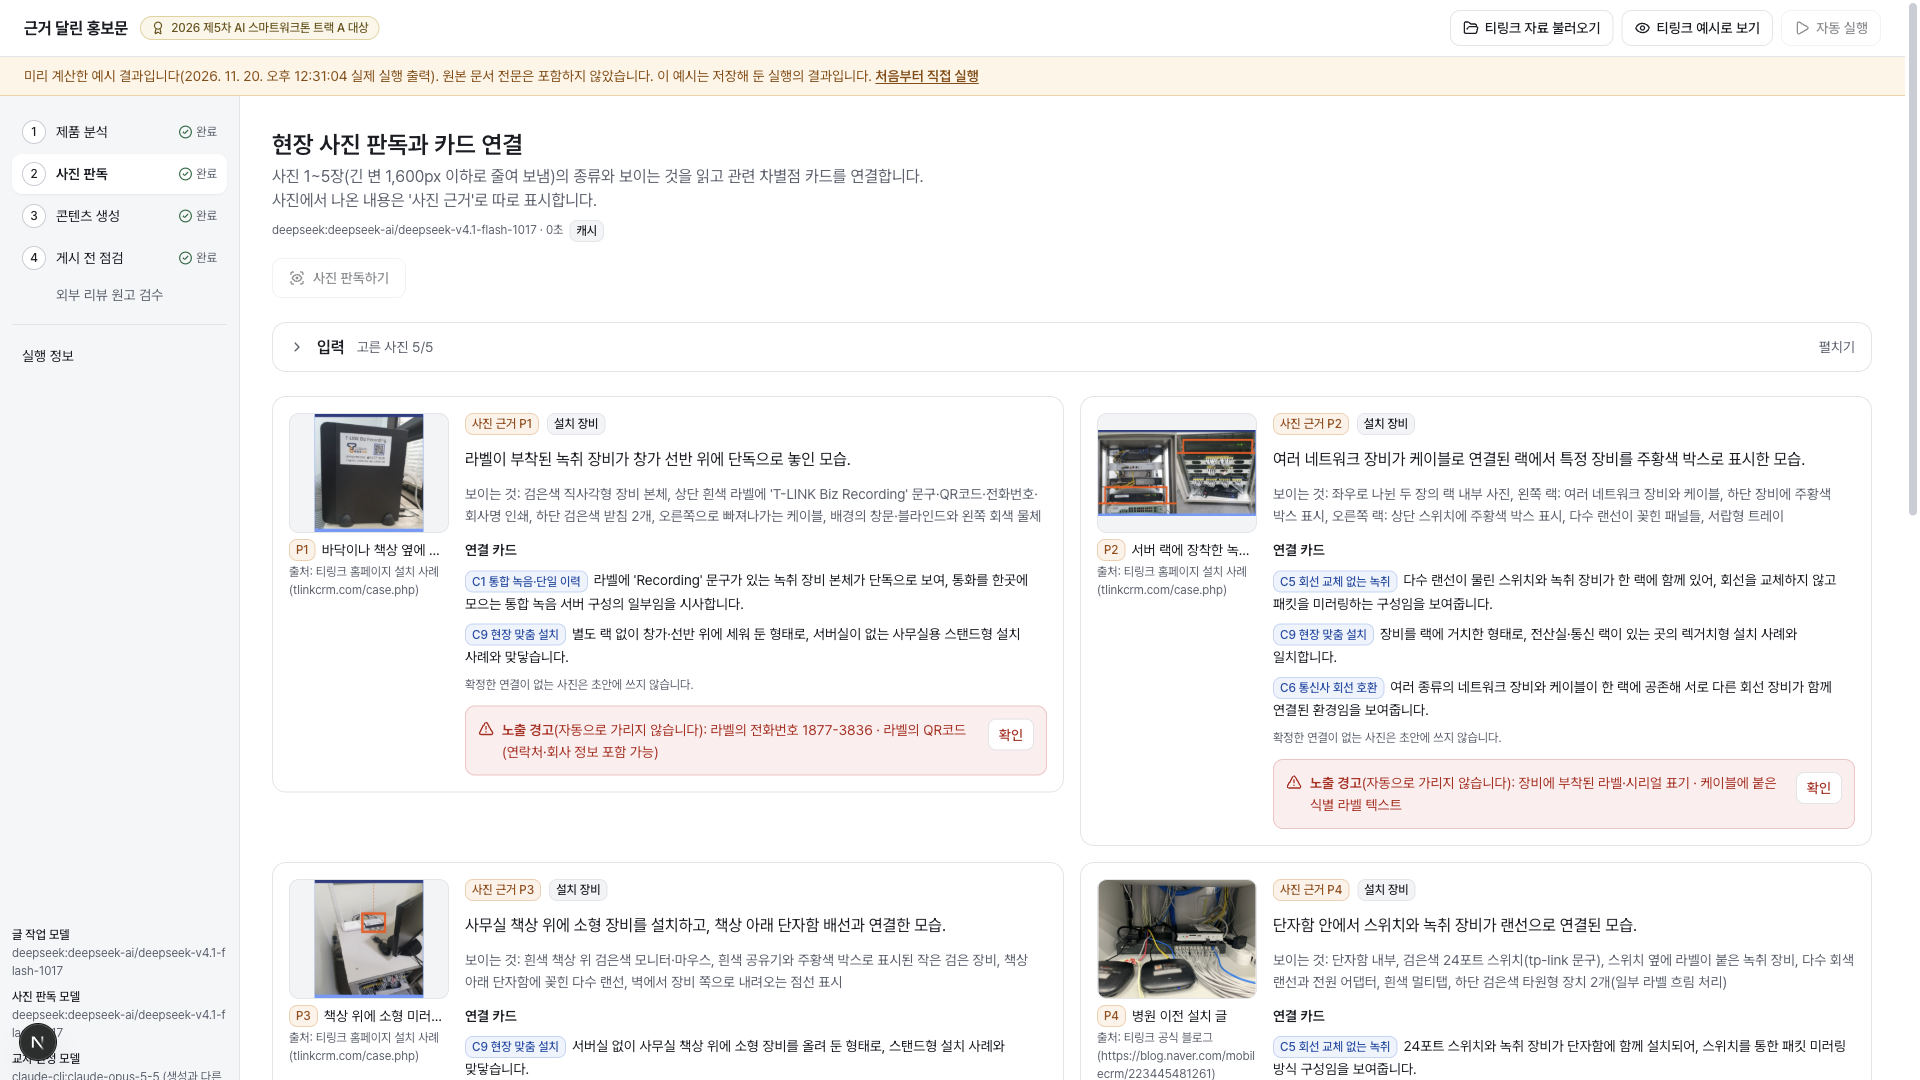 근거 달린 홍보문
2026 제5차 AI 스마트워크톤 트랙 A 대상
티링크 자료 불러오기
티링크 예시로 보기
자동 실행
미리 계산한 예시 결과입니다(2026. 11. 20. 오후 12:31:04 실제 실행 출력). 원본 문서 전문은 포함하지 않았습니다. 이 예시는 저장해 둔 실행의 결과입니다. 처음부터 직접 실행
1 제품 분석 완료
2 사진 판독 완료
3 콘텐츠 생성 완료
4 게시 전 점검 완료
외부 리뷰 원고 검수
실행 정보
글 작업 모델
deepseek:deepseek-ai/deepseek-v4.1-f
lash-1017
사진 판독 모델
deepseek:deepseek-ai/deepseek-v4.1-f
N
모델
claude-cli:claude-opus-5-5 (생성과 다른
현장 사진 판독과 카드 연결
사진 1~5장(긴 변 1,600px 이하로 줄여 보냄)의 종류와 보이는 것을 읽고 관련 차별점 카드를 연결합니다.
사진에서 나온 내용은 '사진 근거'로 따로 표시합니다.
deepseek:deepseek-ai/deepseek-v4.1-flash-1017 · 0초 캐시
사진 판독하기
입력 고른 사진 5/5 펼치기
T-LINK Biz Recording
P1 바닥이나 책상 옆에 ...
출처: 티링크 홈페이지 설치 사례
(tlinkcrm.com/case.php)
사진 근거 P1 설치 장비
라벨이 부착된 녹취 장비가 창가 선반 위에 단독으로 놓인 모습.
보이는 것: 검은색 직사각형 장비 본체, 상단 흰색 라벨에 'T-LINK Biz Recording' 문구·QR코드·전화번호·
회사명 인쇄, 하단 검은색 받침 2개, 오른쪽으로 빠져나가는 케이블, 배경의 창문·블라인드와 왼쪽 회색 물체
연결 카드
C1 통합 녹음·단일 이력 라벨에 'Recording' 문구가 있는 녹취 장비 본체가 단독으로 보여, 통화를 한곳에
모으는 통합 녹음 서버 구성의 일부임을 시사합니다.
C9 현장 맞춤 설치 별도 랙 없이 창가·선반 위에 세워 둔 형태로, 서버실이 없는 사무실용 스탠드형 설치
사례와 맞닿습니다.
확정한 연결이 없는 사진은 초안에 쓰지 않습니다.
노출 경고(자동으로 가리지 않습니다): 라벨의 전화번호 1877-3836 · 라벨의 QR코드
(연락처·회사 정보 포함 가능)
확인
P2 서버 랙에 장착한 녹...
출처: 티링크 홈페이지 설치 사례
(tlinkcrm.com/case.php)
사진 근거 P2 설치 장비
여러 네트워크 장비가 케이블로 연결된 랙에서 특정 장비를 주황색 박스로 표시한 모습.
보이는 것: 좌우로 나뉜 두 장의 랙 내부 사진, 왼쪽 랙: 여러 네트워크 장비와 케이블, 하단 장비에 주황색
박스 표시, 오른쪽 랙: 상단 스위치에 주황색 박스 표시, 다수 랜선이 꽂힌 패널들, 서랍형 트레이
연결 카드
C5 회선 교체 없는 녹취 다수 랜선이 물린 스위치와 녹취 장비가 한 랙에 함께 있어, 회선을 교체하지 않고
패킷을 미러링하는 구성임을 보여줍니다.
C9 현장 맞춤 설치 장비를 랙에 거치한 형태로, 전산실·통신 랙이 있는 곳의 렉거치형 설치 사례와
일치합니다.
C6 통신사 회선 호환 여러 종류의 네트워크 장비와 케이블이 한 랙에 공존해 서로 다른 회선 장비가 함께
연결된 환경임을 보여줍니다.
확정한 연결이 없는 사진은 초안에 쓰지 않습니다.
노출 경고(자동으로 가리지 않습니다): 장비에 부착된 라벨·시리얼 표기 · 케이블에 붙은
식별 라벨 텍스트
확인
P3 책상 위에 소형 미러...
출처: 티링크 홈페이지 설치 사례
(tlinkcrm.com/case.php)
사진 근거 P3 설치 장비
사무실 책상 위에 소형 장비를 설치하고, 책상 아래 단자함 배선과 연결한 모습.
보이는 것: 흰색 책상 위 검은색 모니터·마우스, 흰색 공유기와 주황색 박스로 표시된 작은 검은 장비, 책상
아래 단자함에 꽂힌 다수 랜선, 벽에서 장비 쪽으로 내려오는 점선 표시
연결 카드
C9 현장 맞춤 설치 서버실 없이 사무실 책상 위에 소형 장비를 올려 둔 형태로, 스탠드형 설치 사례와
맞닿습니다.
P4 병원 이전 설치 글
출처: 티링크 공식 블로그
(https://blog.naver.com/mobil
ecrm/223445481261)
사진 근거 P4 설치 장비
단자함 안에서 스위치와 녹취 장비가 랜선으로 연결된 모습.
보이는 것: 단자함 내부, 검은색 24포트 스위치(tp-link 문구), 스위치 옆에 라벨이 붙은 녹취 장비, 다수 회색
랜선과 전원 어댑터, 흰색 멀티탭, 하단 검은색 타원형 장치 2개(일부 라벨 흐림 처리)
연결 카드
C5 회선 교체 없는 녹취 24포트 스위치와 녹취 장비가 단자함에 함께 설치되어, 스위치를 통한 패킷 미러링
방식 구성임을 보여줍니다.